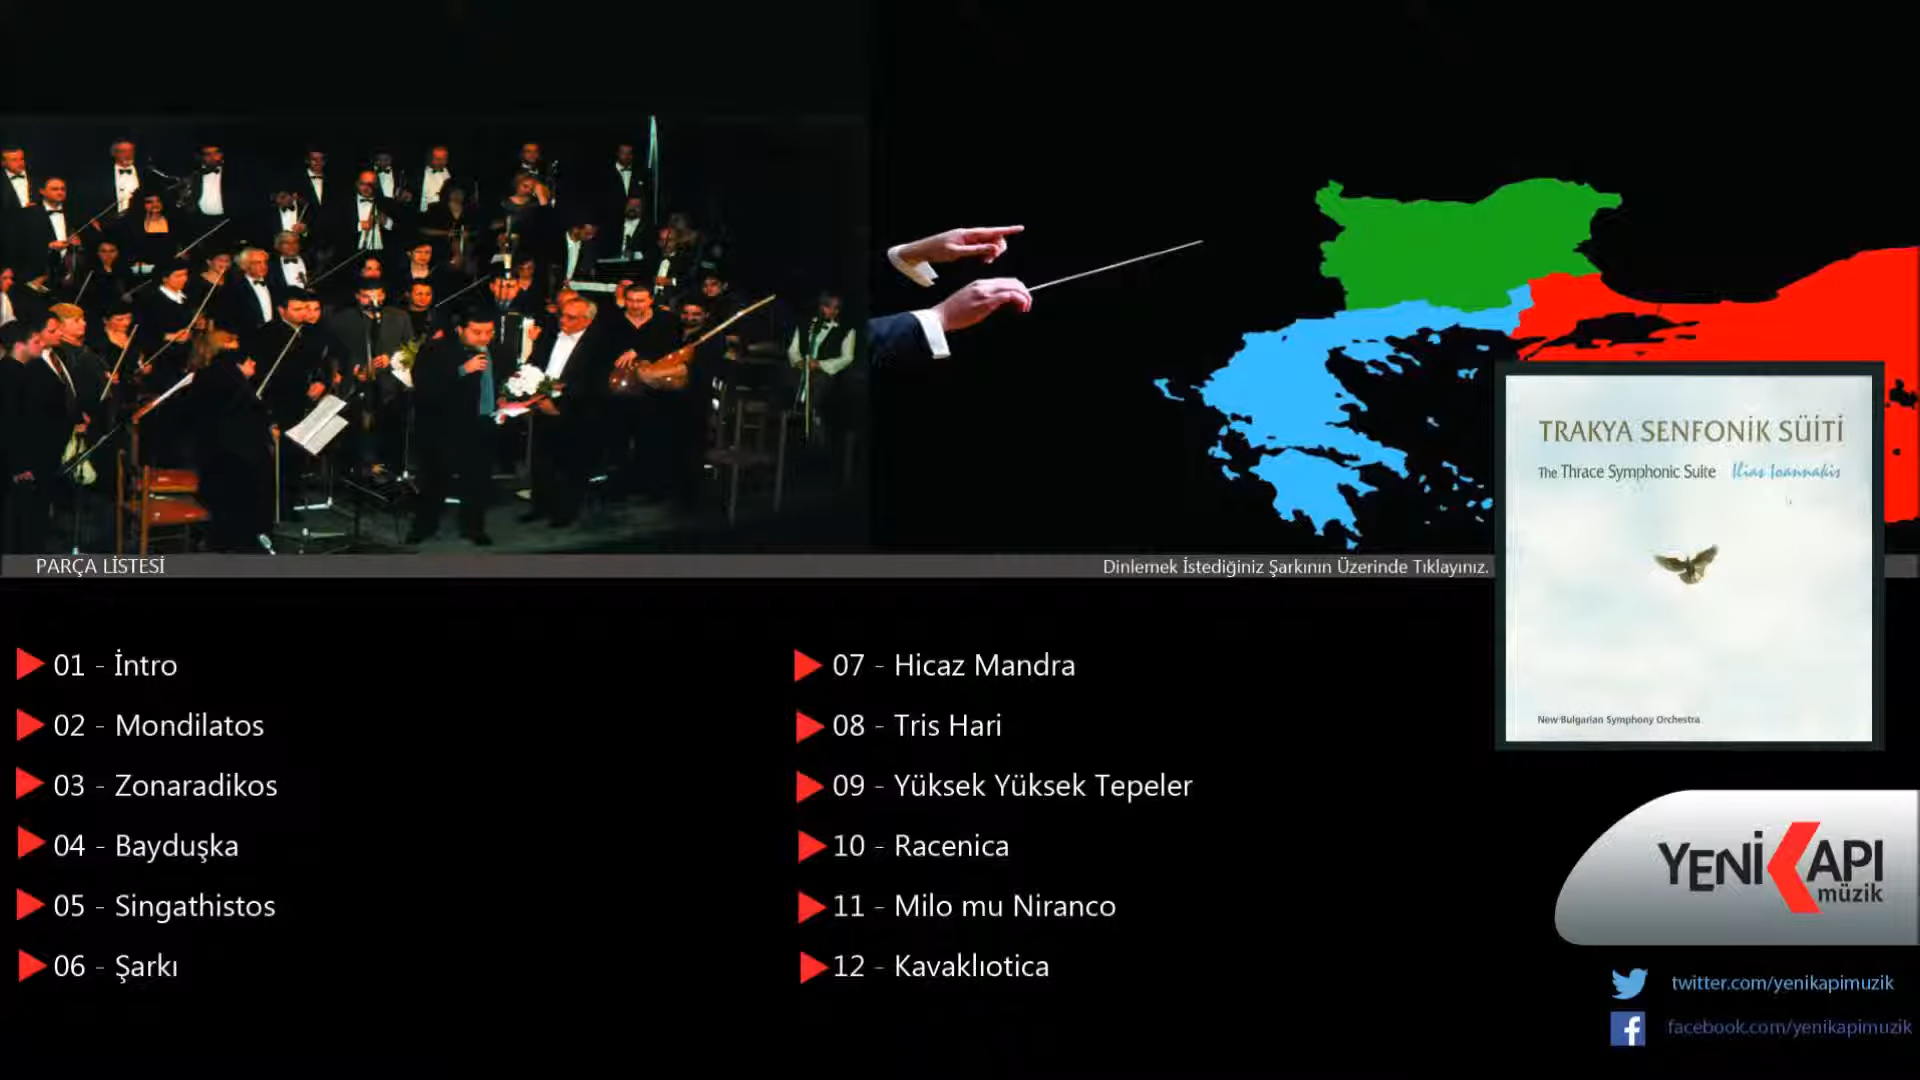 TRAKYA SENFONİK SÜİTİ
The Thrace Symphonic Suite Ilias Ioannakis
New Bulgarian Symphony Orchestra
PARÇA LİSTESİ
Dinlemek İstediğiniz Şarkının Üzerinde Tıklayınız.
01 - İntro
02 - Mondilatos
03 - Zonaradikos
04 - Bayduşka
05 - Singathistos
06 - Şarkı
07 - Hicaz Mandra
08 - Tris Hari
09 - Yüksek Yüksek Tepeler
10 - Racenica
11 - Milo mu Niranco
12 - Kavaklıotica
YENİKAPI
müzik
twitter.com/yenikapimuzik
facebook.com/yenikapimuzik